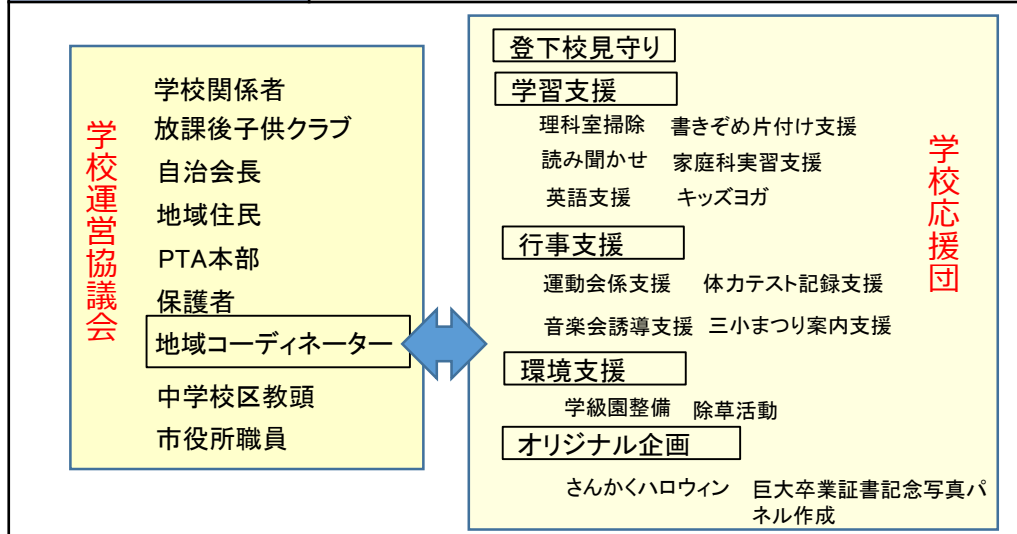 学校運営協議会
学校関係者
放課後子供クラブ
自治会長
地域住民
PTA本部
保護者
地域コーディネーター
中学校区教頭
市役所職員
学校応援団
登下校見守り
学習支援
理科室掃除 書きぞめ片付け支援
読み聞かせ 家庭科実習支援
英語支援 キッズヨガ
行事支援
運動会係支援 体力テスト記録支援
音楽会誘導支援 三小まつり案内支援
環境支援
学級園整備 除草活動
オリジナル企画
さんかくハロウィン 巨大卒業証書記念写真パ
ネル作成